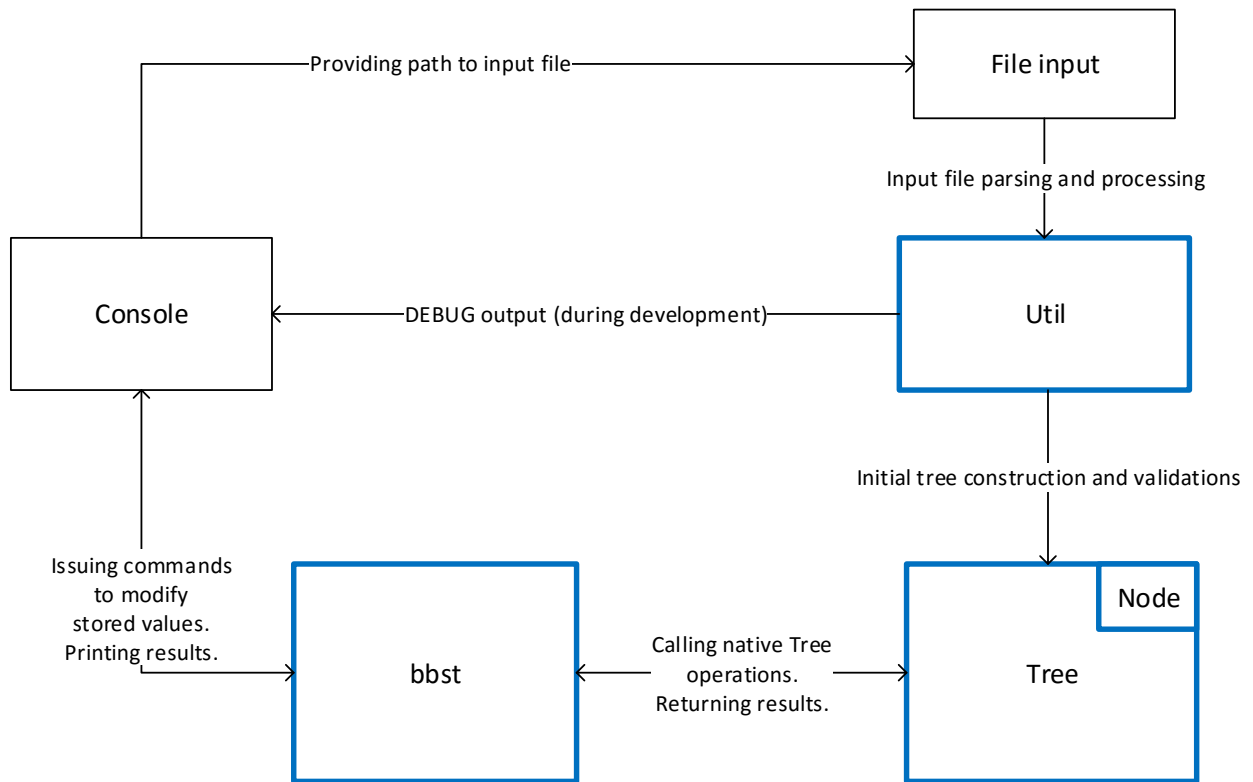 Providing path to input file
File input
Input file parsing and processing
Console
DEBUG output (during development)
Util
Initial tree construction and validations
Issuing commands
to modify
stored values.
Printing results.
bbst
Calling native Tree
operations.
Returning results.
Node
Tree